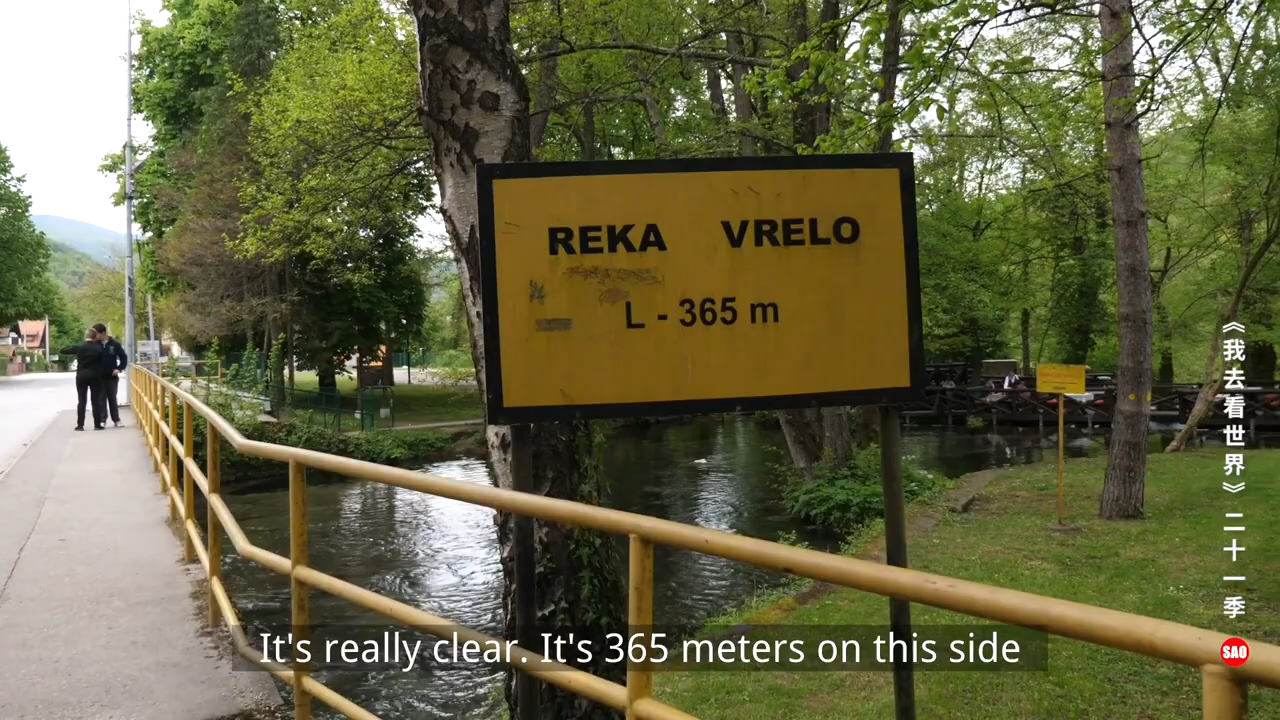 REKA VRELO
L - 365 m
It's really clear. It's 365 meters on this side
《我去看世界》二十一季
SAO